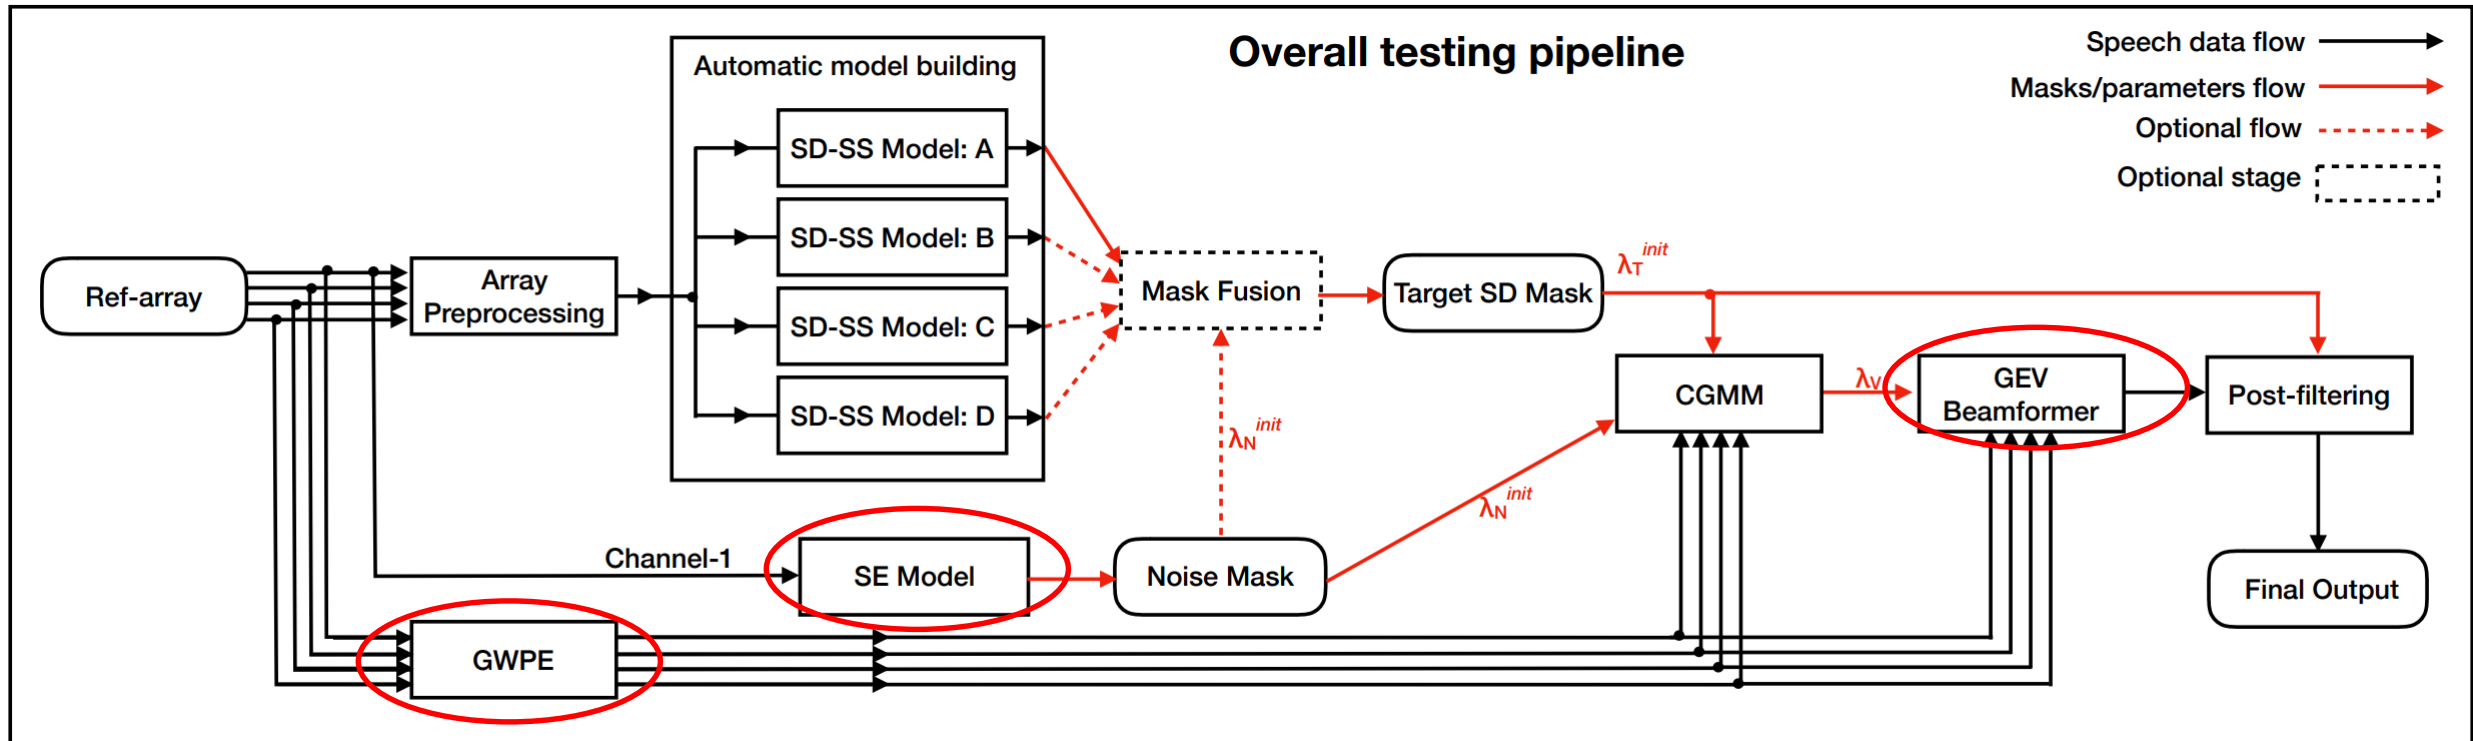 Overall testing pipeline
Speech data flow
Masks/parameters flow
Optional flow
Optional stage
Automatic model building
SD-SS Model: A
SD-SS Model: B
SD-SS Model: C
SD-SS Model: D
Ref-array
Array
Preprocessing
Mask Fusion
Target SD Mask
λT init
CGMM
λV
GEV
Beamformer
Post-filtering
λN init
λN init
Channel-1
SE Model
Noise Mask
Final Output
GWPE